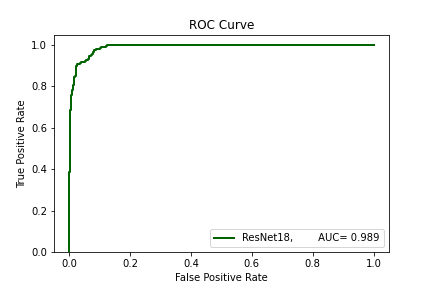 ROC Curve
True Positive Rate
1.0
0.8
0.6
0.4
0.2
0.0
ResNet18, AUC= 0.989
0.0 0.2 0.4 0.6 0.8 1.0
False Positive Rate